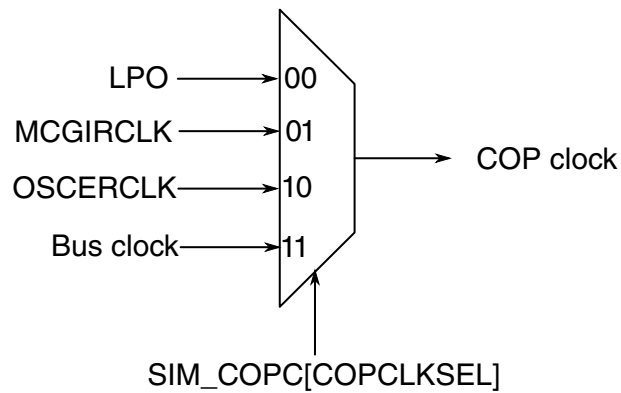 LPO
00
MCGIRCLK
01
COP clock
OSCERCLK
10
Bus clock
11
SIM_COPC[COPCLKSEL]